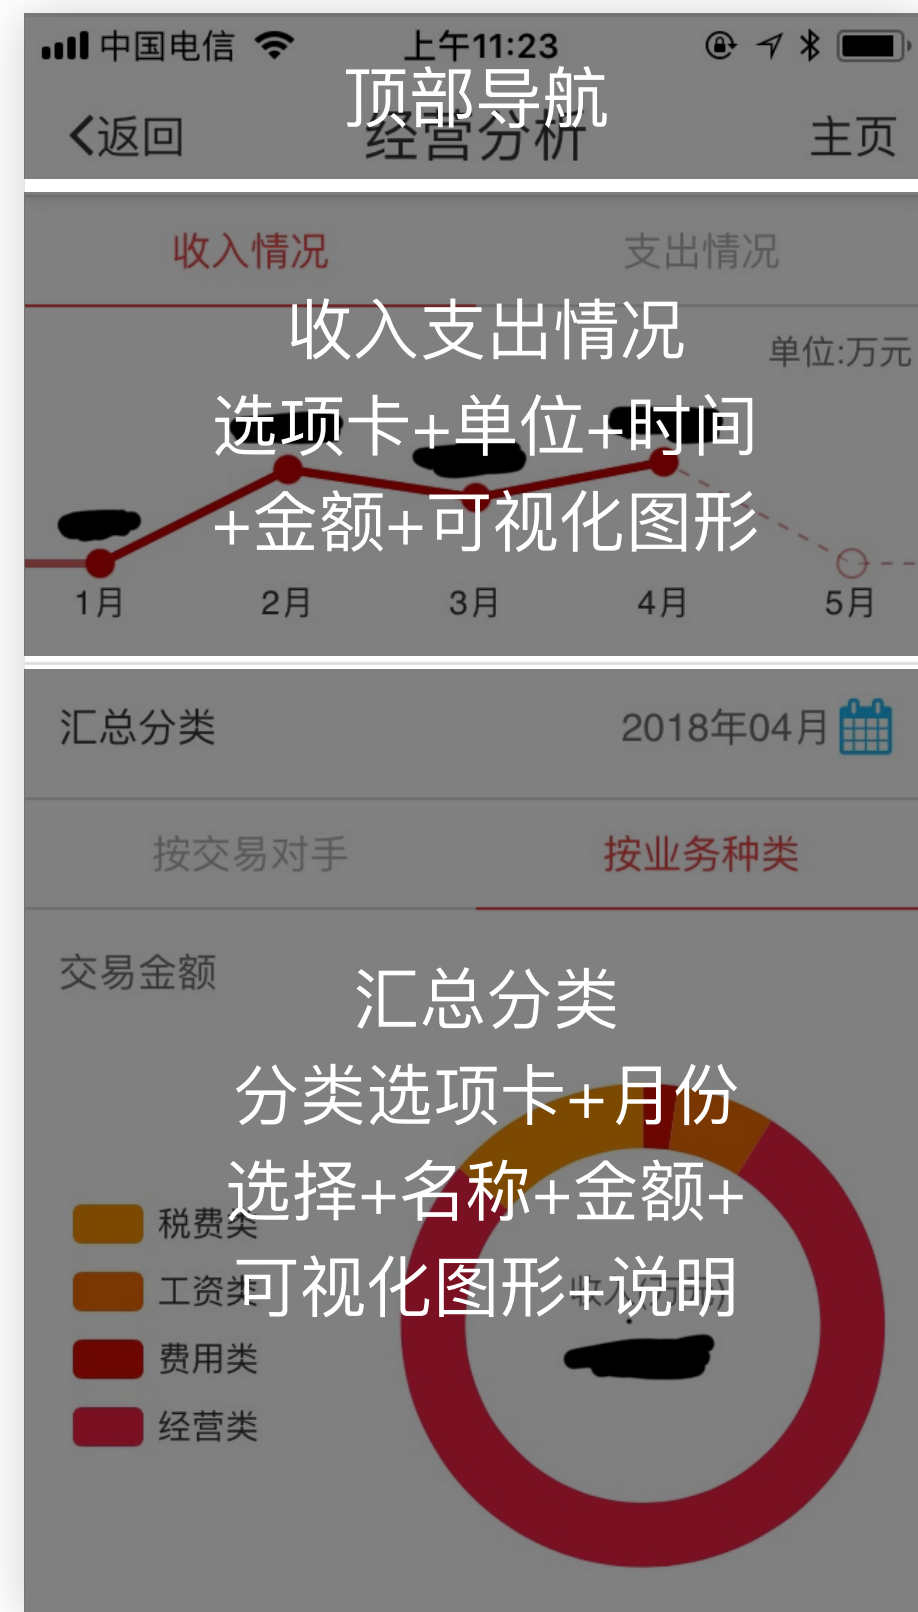 中国电信 上午11:23
顶部导航
返回 经营分析 主页
收入情况 支出情况
收入支出情况
单位:万元
选项卡+单位+时间
+金额+可视化图形
1月 2月 3月 4月 5月
汇总分类 2018年04月
按交易对手 按业务种类
交易金额
汇总分类
分类选项卡+月份
选择+名称+金额+
税费类
可视化图形+说明
工资类
收入(万元)
费用类
经营类